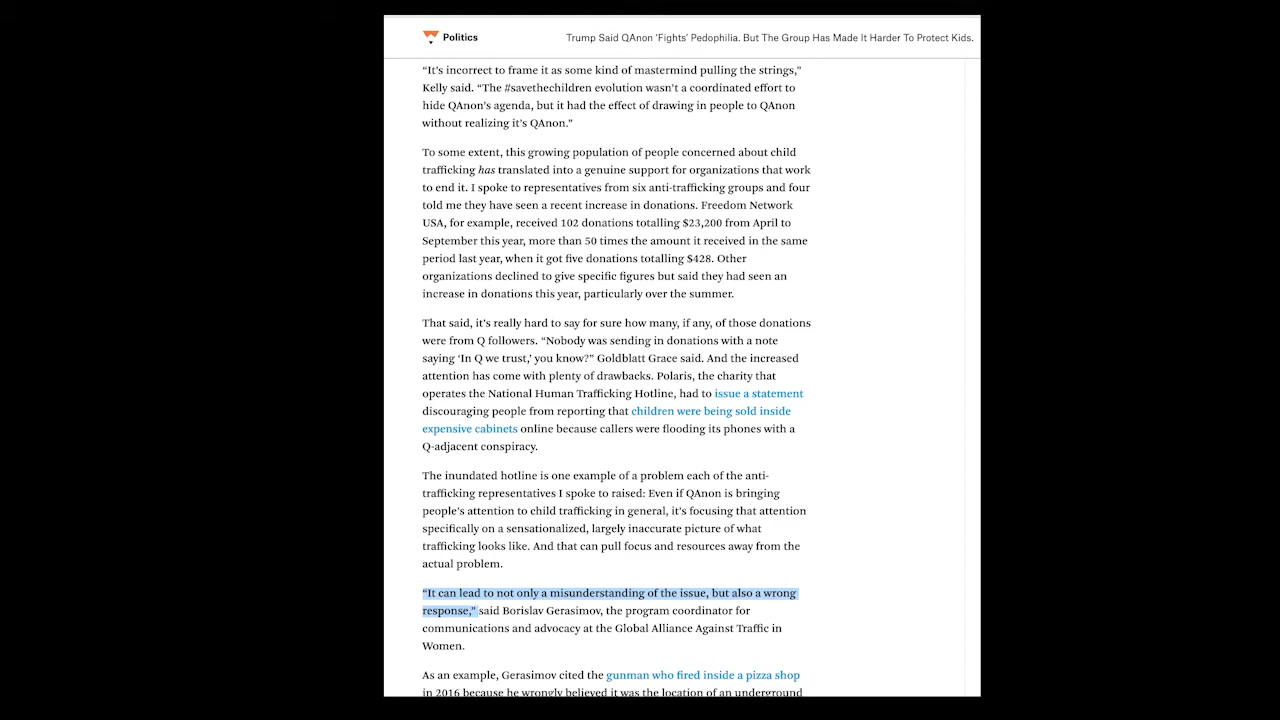 Politics
Trump Said QAnon ‘Fights’ Pedophilia. But The Group Has Made It Harder To Protect Kids.
“It’s incorrect to frame it as some kind of mastermind pulling the strings,”
Kelly said. “The #savethechildren evolution wasn’t a coordinated effort to
hide QAnon’s agenda, but it had the effect of drawing in people to QAnon
without realizing it’s QAnon.”
To some extent, this growing population of people concerned about child
trafficking has translated into a genuine support for organizations that work
to end it. I spoke to representatives from six anti-trafficking groups and four
told me they have seen a recent increase in donations. Freedom Network
USA, for example, received 102 donations totalling $23,200 from April to
September this year, more than 50 times the amount it received in the same
period last year, when it got five donations totalling $428. Other
organizations declined to give specific figures but said they had seen an
increase in donations this year, particularly over the summer.
That said, it’s really hard to say for sure how many, if any, of those donations
were from Q followers. “Nobody was sending in donations with a note
saying ‘In Q we trust,’ you know?” Goldblatt Grace said. And the increased
attention has come with plenty of drawbacks. Polaris, the charity that
operates the National Human Trafficking Hotline, had to issue a statement
discouraging people from reporting that children were being sold inside
expensive cabinets online because callers were flooding its phones with a
Q-adjacent conspiracy.
The inundated hotline is one example of a problem each of the anti-
trafficking representatives I spoke to raised: Even if QAnon is bringing
people’s attention to child trafficking in general, it’s focusing that attention
specifically on a sensationalized, largely inaccurate picture of what
trafficking looks like. And that can pull focus and resources away from the
actual problem.
“It can lead to not only a misunderstanding of the issue, but also a wrong
response,” said Borislav Gerasimov, the program coordinator for
communications and advocacy at the Global Alliance Against Traffic in
Women.
As an example, Gerasimov cited the gunman who fired inside a pizza shop
in 2016 because he wrongly believed it was the location of an underground